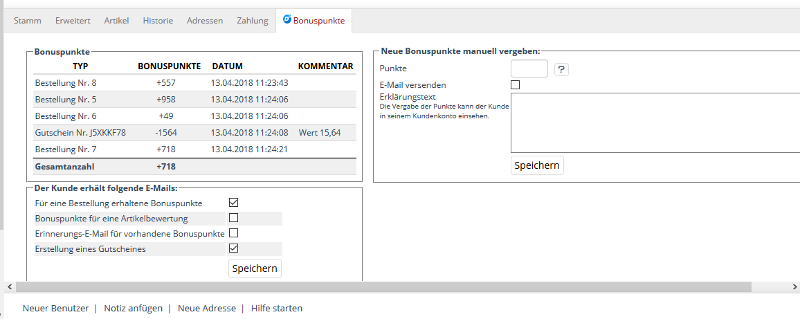 Stamm Erweitert Artikel Historie Adressen Zahlung Bonuspunkte
Bonuspunkte
TYP BONUSPUNKTE DATUM KOMMENTAR
Bestellung Nr. 8 +557 13.04.2018 11:23:43
Bestellung Nr. 5 +958 13.04.2018 11:24:06
Bestellung Nr. 6 +49 13.04.2018 11:24:06
Gutschein Nr. J5XKKF78 -1564 13.04.2018 11:24:08 Wert 15,64
Bestellung Nr. 7 +718 13.04.2018 11:24:21
Gesamtanzahl +718
Der Kunde erhält folgende E-Mails:
Für eine Bestellung erhaltene Bonuspunkte
Bonuspunkte für eine Artikelbewertung
Erinnerungs-E-Mail für vorhandene Bonuspunkte
Erstellung eines Gutscheines
Speichern
Neue Bonuspunkte manuell vergeben:
Punkte ?
E-Mail versenden
Erklärungstext
Die Vergabe der Punkte kann der Kunde
in seinem Kundenkonto einsehen.
Speichern
Neuer Benutzer | Notiz anfügen | Neue Adresse | Hilfe starten